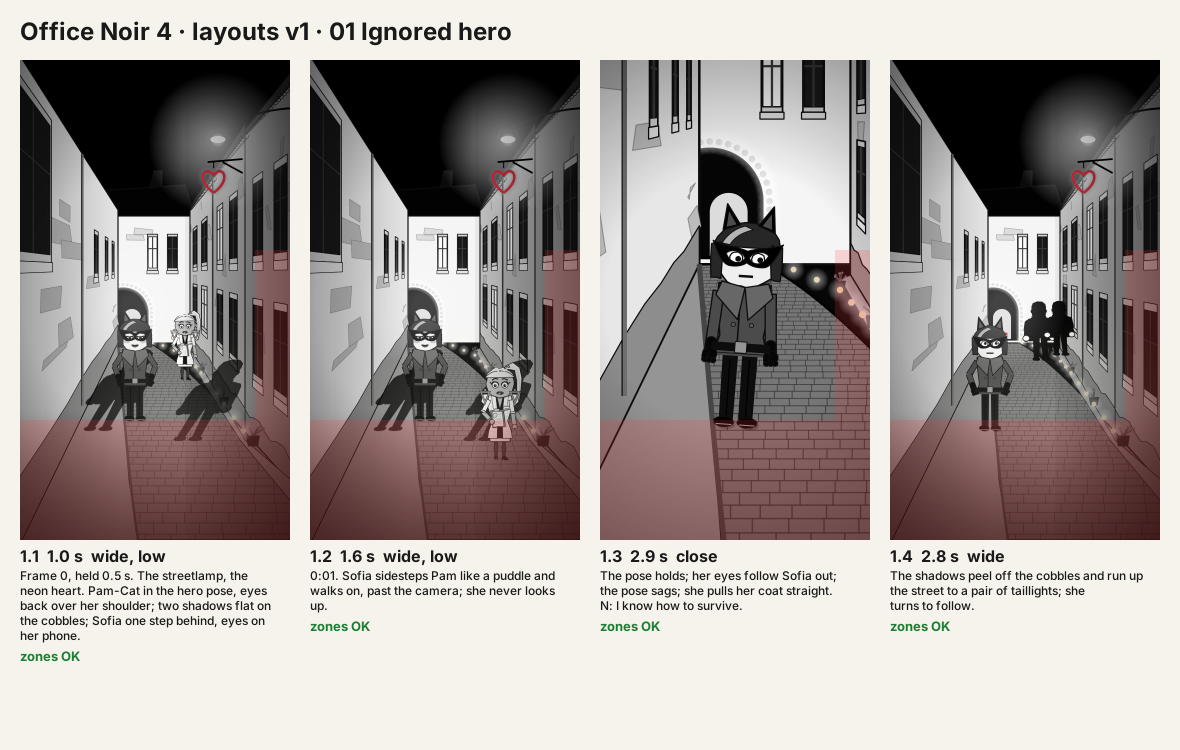 Office Noir 4 · layouts v1 · 01 Ignored hero
1.1 1.0 s wide, low
Frame 0, held 0.5 s. The streetlamp, the
neon heart. Pam-Cat in the hero pose, eyes
back over her shoulder; two shadows flat on
the cobbles; Sofia one step behind, eyes on
her phone.
zones OK
1.2 1.6 s wide, low
0:01. Sofia sidesteps Pam like a puddle and
walks on, past the camera; she never looks
up.
zones OK
1.3 2.9 s close
The pose holds; her eyes follow Sofia out;
the pose sags; she pulls her coat straight.
N: I know how to survive.
zones OK
1.4 2.8 s wide
The shadows peel off the cobbles and run up
the street to a pair of taillights; she
turns to follow.
zones OK